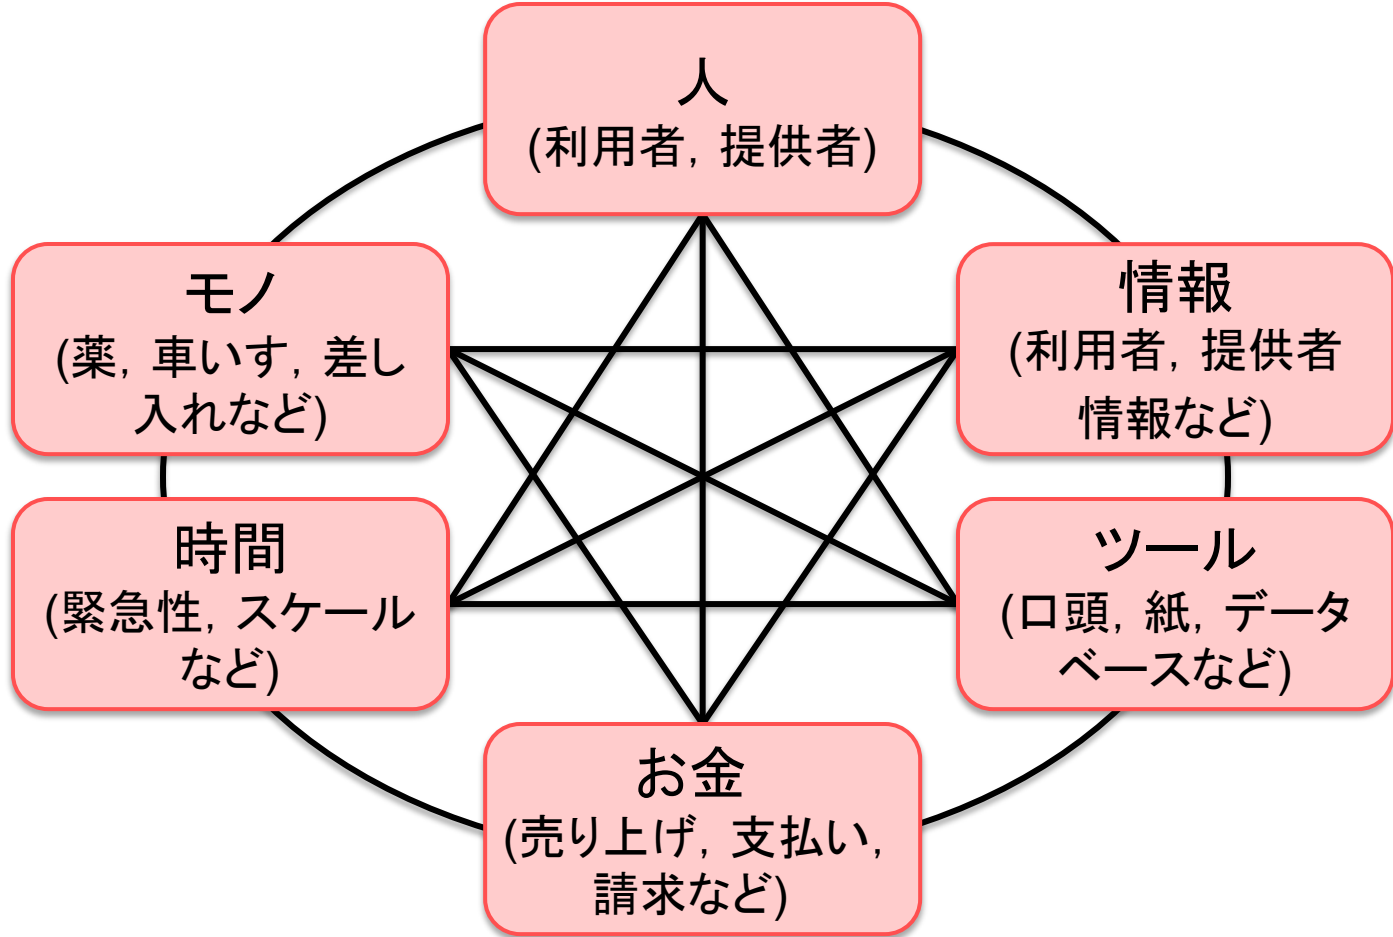 人
(利用者, 提供者)
モノ
(薬, 車いす, 差し
入れなど)
情報
(利用者, 提供者
情報など)
時間
(緊急性, スケール
など)
ツール
(口頭, 紙, データ
ベースなど)
お金
(売り上げ, 支払い,
請求など)